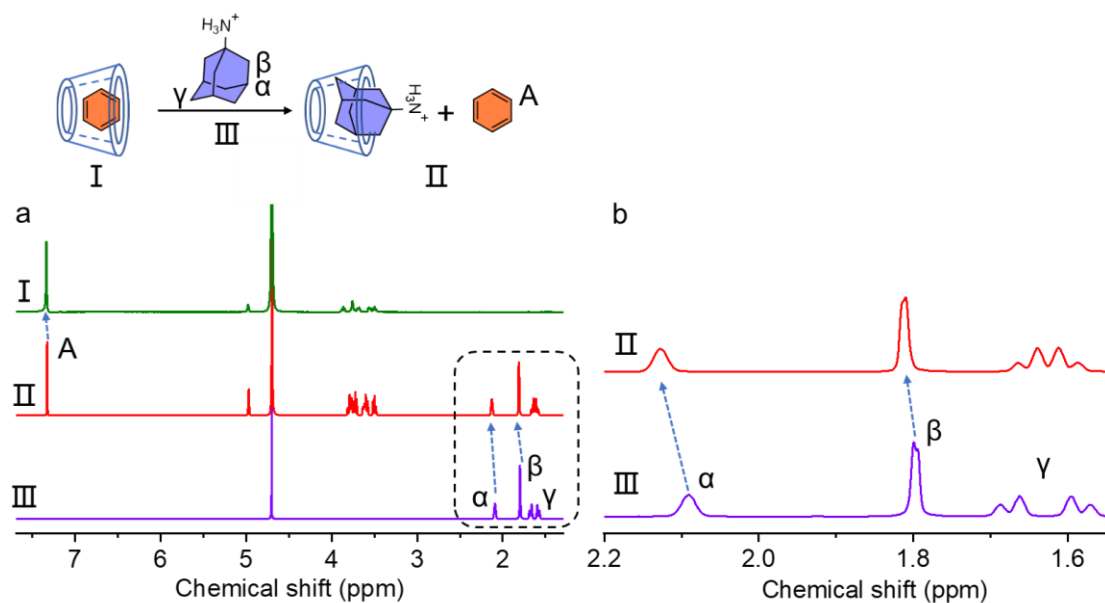 H₃N⁺
β
α
γ
Ⅲ
Ⅰ
H₃N⁺
Ⅱ
+
A
a
Ⅰ
A
Ⅱ
Ⅲ
α
β
γ
7 6 5 4 3 2
Chemical shift (ppm)
b
Ⅱ
Ⅲ
α
β
γ
2.2 2.0 1.8 1.6
Chemical shift (ppm)